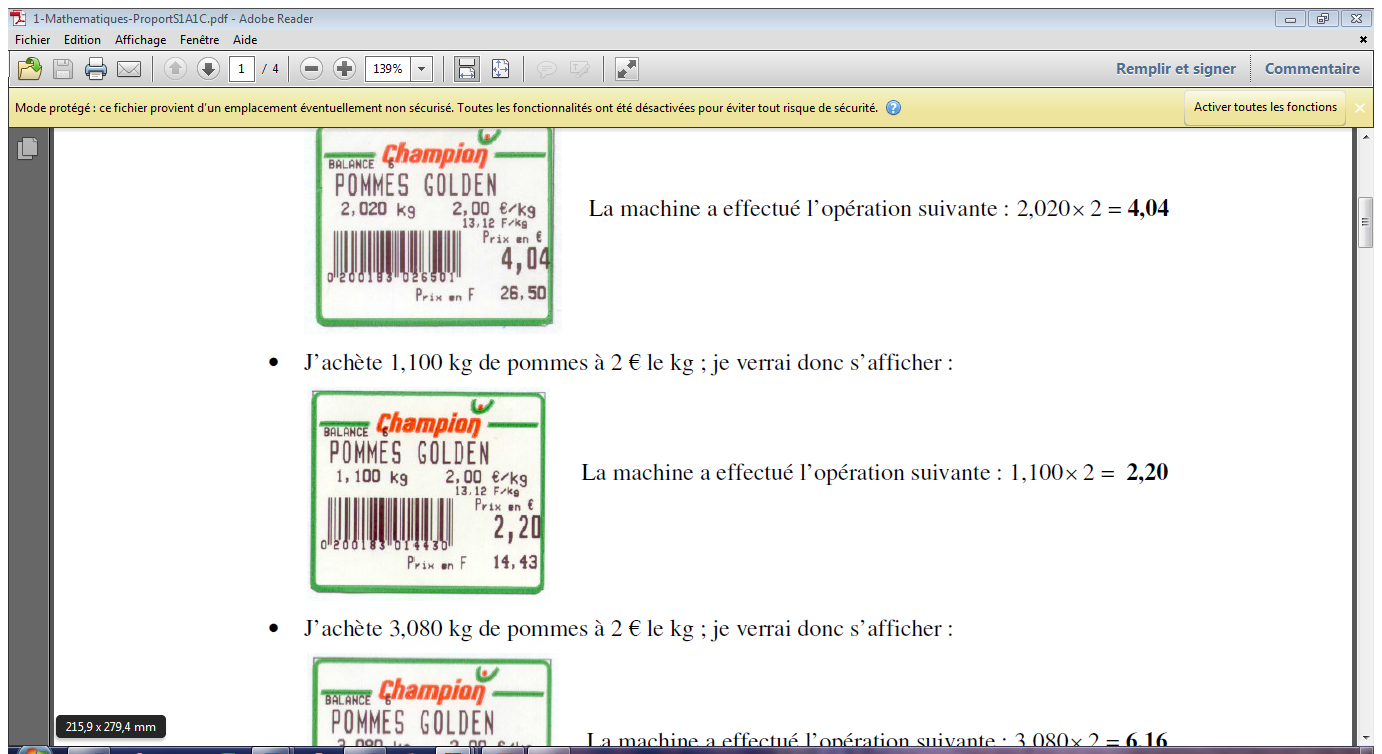 1-Mathematiques-ProportS1A1C.pdf - Adobe Reader
Fichier Edition Affichage Fenêtre Aide
1 / 4 139% Remplir et signer Commentaire
Mode protégé : ce fichier provient d'un emplacement éventuellement non sécurisé. Toutes les fonctionnalités ont été désactivées pour éviter tout risque de sécurité. Activer toutes les fonctions
Champion
BALANCE 6
POMMES GOLDEN
2,020 kg 2,00 €/kg
13,12 F/kg
Prix en €
4,04
0 200183 026501
Prix en F 26,50
La machine a effectué l'opération suivante : 2,020× 2 = 4,04
• J'achète 1,100 kg de pommes à 2 € le kg ; je verrai donc s'afficher :
Champion
BALANCE 6
POMMES GOLDEN
1,100 kg 2,00 €/kg
13,12 F/kg
Prix en €
2,20
0 200183 014430
Prix en F 14,43
La machine a effectué l'opération suivante : 1,100× 2 = 2,20
• J'achète 3,080 kg de pommes à 2 € le kg ; je verrai donc s'afficher :
Champion
BALANCE 6
POMMES GOLDEN
3,080 kg 2,00 €/kg
La machine a effectué l'opération suivante : 3,080× 2 = 6,16
215,9 x 279,4 mm